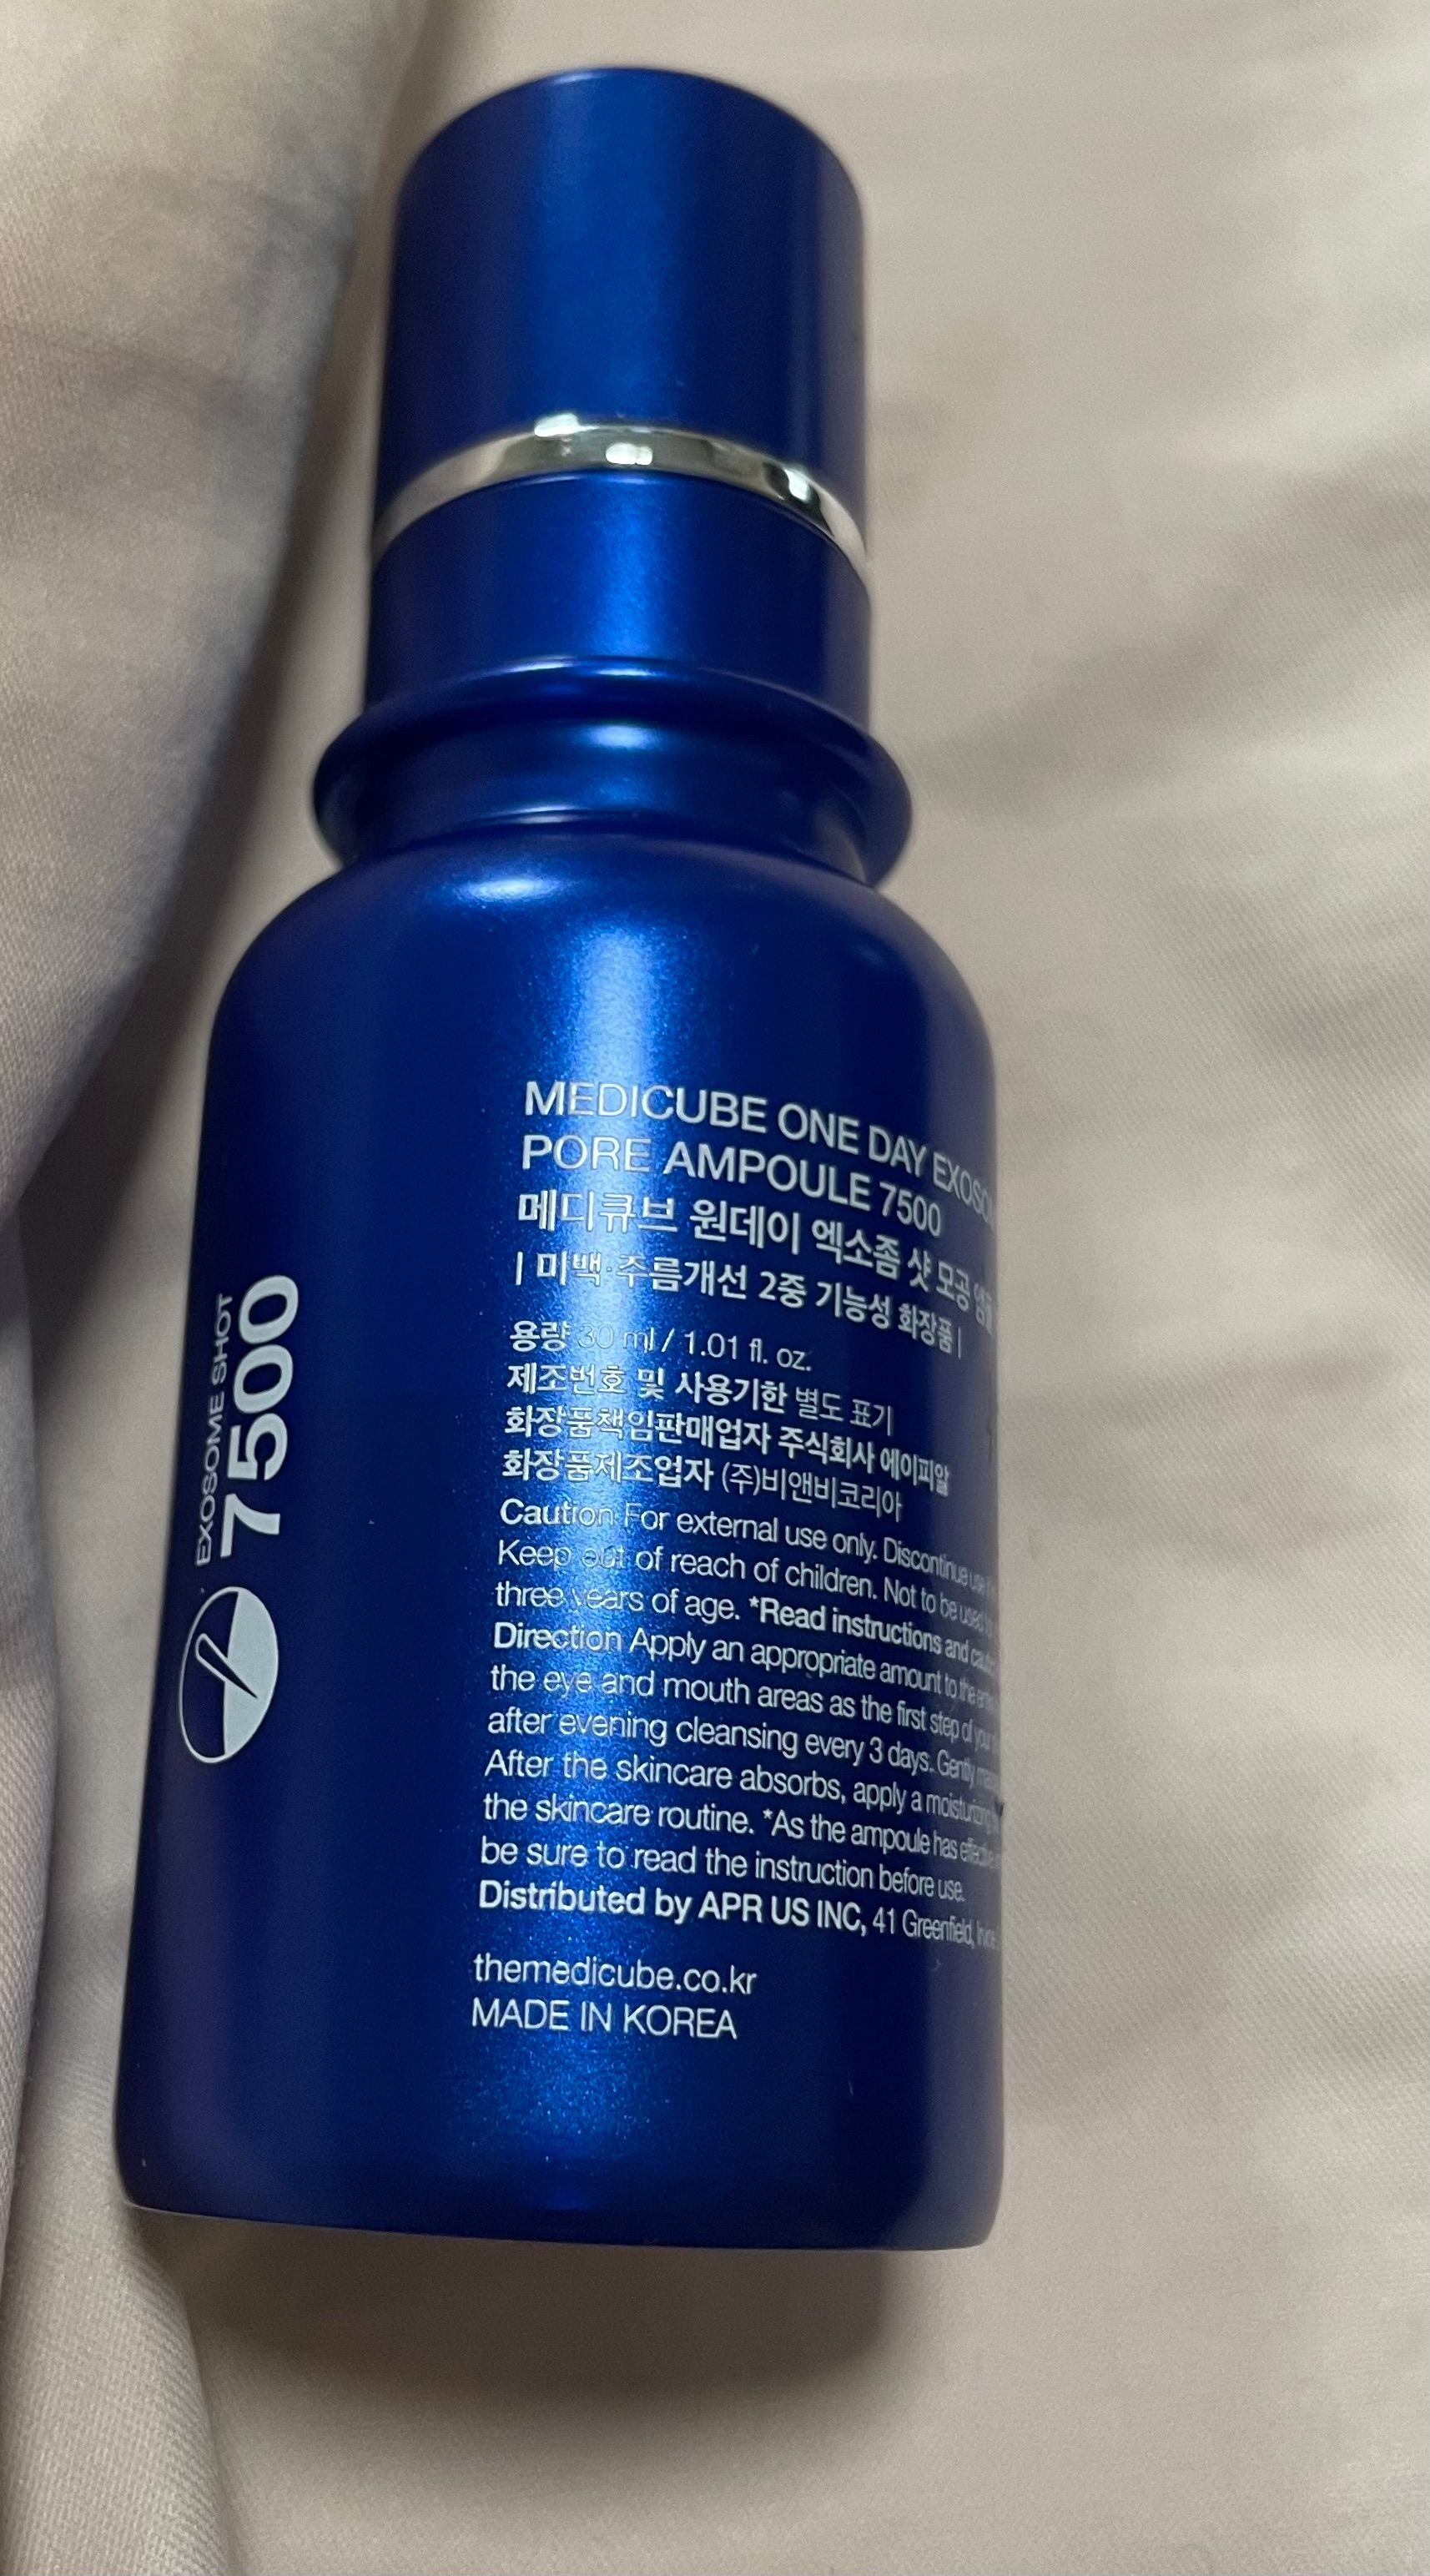 EXOSOME SHOT
7500
MEDICUBE ONE DAY
PORE AMPOULE 7500
메디큐브 원데이 엑소좀 샷 모공 앰플
| 미백·주름개선 2중 기능성 화장품 |
용량 30 ml / 1.01 fl. oz.
제조번호 및 사용기한 별도 표기
화장품책임판매업자 주식회사 에이피알
화장품제조업자 (주)비앤비코리아
Caution For external use only. Discontinue use
Keep out of reach of children. Not to be used
three years of age. *Read instructions and
Direction Apply an appropriate amount to the
the eye and mouth areas as the first step of your
after evening cleansing every 3 days. Gently
After the skincare absorbs, apply a moisturizing
the skincare routine. *As the ampoule has
be sure to read the instruction before use.
Distributed by APR US INC, 41 Greenfield,
themedicube.co.kr
MADE IN KOREA